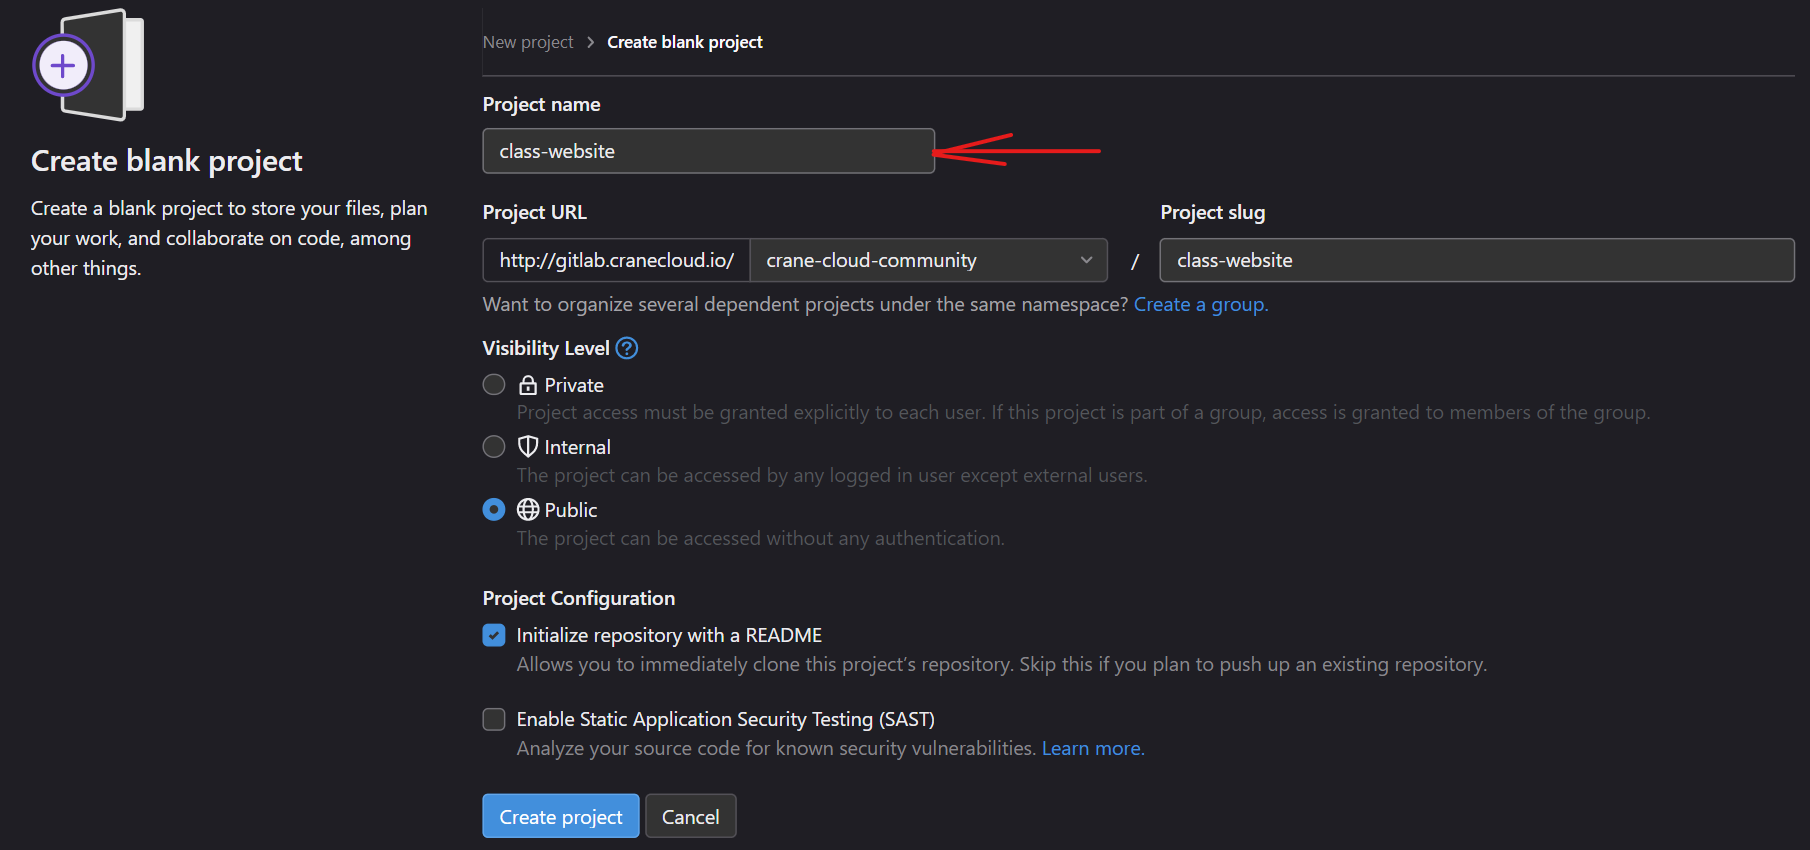 Create blank project
Create a blank project to store your files, plan
your work, and collaborate on code, among
other things.
New project > Create blank project
Project name
class-website
Project URL
Project slug
http://gitlab.cranecloud.io/ crane-cloud-community / class-website
Want to organize several dependent projects under the same namespace? Create a group.
Visibility Level ?
Private
Project access must be granted explicitly to each user. If this project is part of a group, access is granted to members of the group.
Internal
The project can be accessed by any logged in user except external users.
Public
The project can be accessed without any authentication.
Project Configuration
Initialize repository with a README
Allows you to immediately clone this project's repository. Skip this if you plan to push up an existing repository.
Enable Static Application Security Testing (SAST)
Analyze your source code for known security vulnerabilities. Learn more.
Create project Cancel